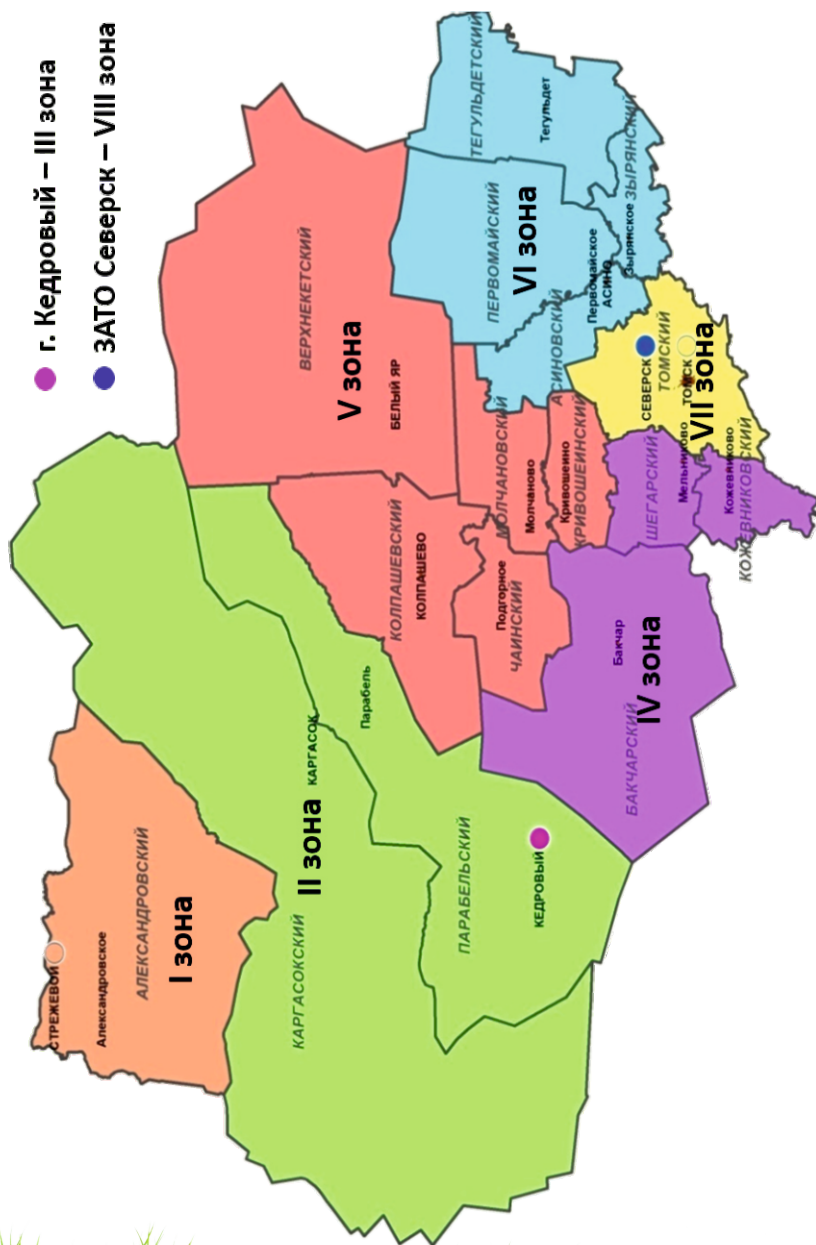 г. Кедровый – III зона
ЗАТО Северск – VIII зона
СТРЕЖЕВОЙ
Александровское
АЛЕКСАНДРОВСКИЙ
I зона
КАРГАСОКСКИЙ
II зона
КАРГАСОК
Парабель
ПАРАБЕЛЬСКИЙ
КЕДРОВЫЙ
ВЕРХНЕКЕТСКИЙ
V зона
БЕЛЫЙ ЯР
КОЛПАШЕВСКИЙ
КОЛПАШЕВО
Подгорное
ЧАИНСКИЙ
МОЛЧАНОВСКИЙ
Молчаново
Кривошеино
КРИВОШЕИНСКИЙ
ТЕГУЛЬДЕТСКИЙ
Тегульдет
ПЕРВОМАЙСКИЙ
VI зона
Первомайское
АСИНО
АСИНОВСКИЙ
Зырянское
ЗЫРЯНСКИЙ
СЕВЕРСК
ТОМСКИЙ
ТОМСК
VII зона
Бакчар
БАКЧАРСКИЙ
IV зона
ШЕГАРСКИЙ
Мельниково
Кожевниково
КОЖЕВНИКОВСКИЙ